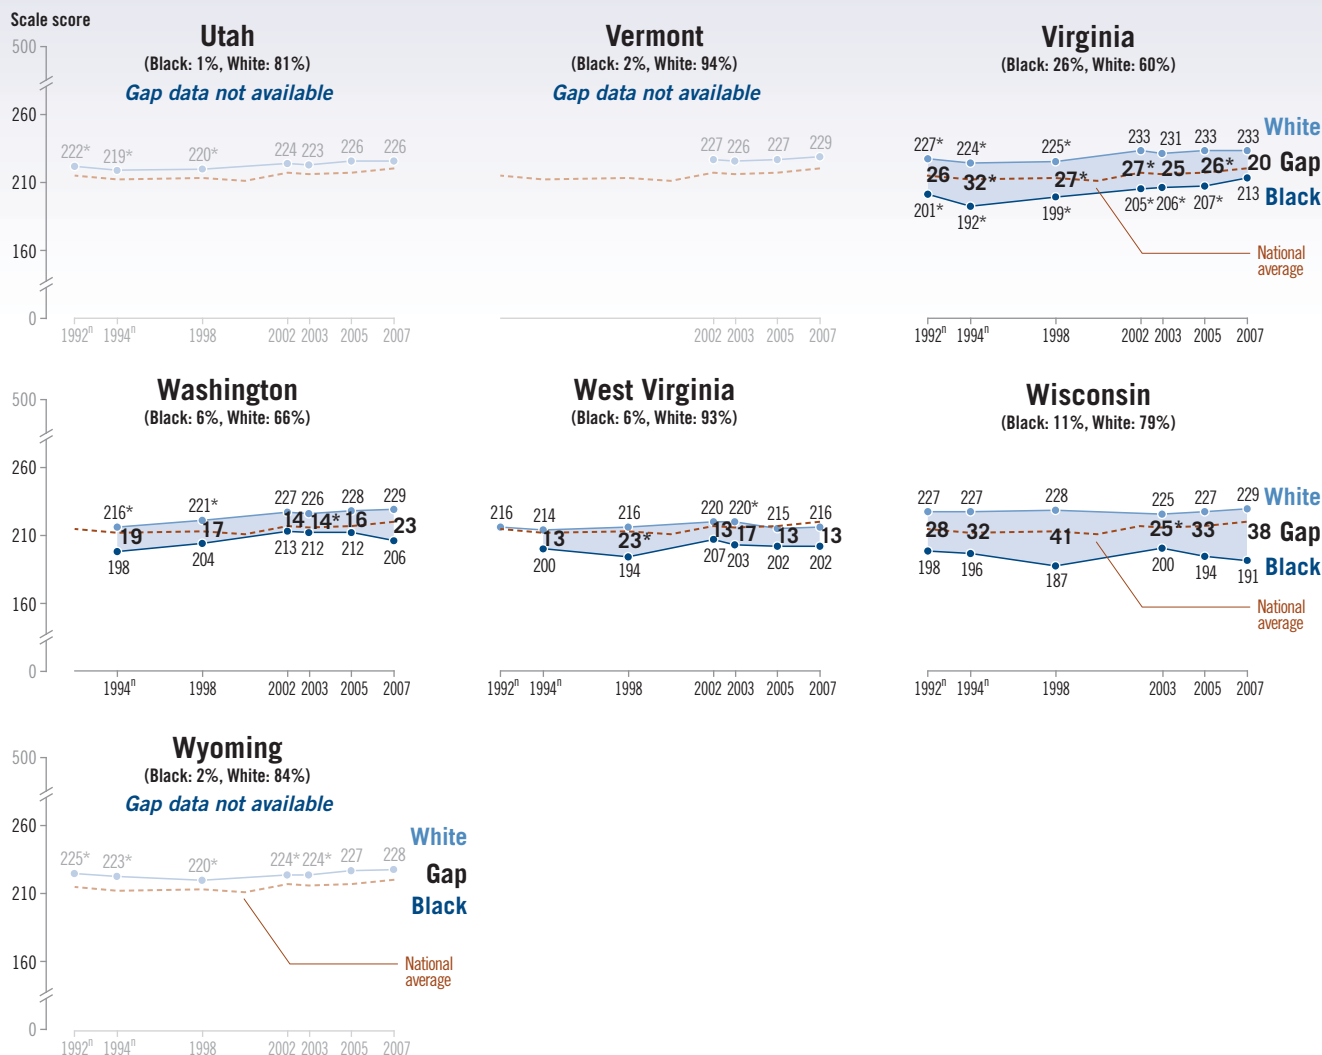 Scale score
Utah
(Black: 1%, White: 81%)
Gap data not available
Vermont
(Black: 2%, White: 94%)
Gap data not available
Virginia
(Black: 26%, White: 60%)
500
260
210
160
0
222* 219* 220* 224 223 226 226
1992ⁿ 1994ⁿ 1998 2002 2003 2005 2007
227 226 227 229
2002 2003 2005 2007
227* 224* 225* 233 231 233 233
White
26 32* 27* 27* 25 26* 20 Gap
201* 192* 199* 205* 206* 207* 213
Black
National
average
1992ⁿ 1994ⁿ 1998 2002 2003 2005 2007
Washington
(Black: 6%, White: 66%)
West Virginia
(Black: 6%, White: 93%)
Wisconsin
(Black: 11%, White: 79%)
500
260
210
160
0
216* 221* 227 226 228 229
19 17 14 14* 16 23
198 204 213 212 212 206
1994ⁿ 1998 2002 2003 2005 2007
216 214 216 220 220* 215 216
13 23* 13 17 13 13
200 194 207 203 202 202
1992ⁿ 1994ⁿ 1998 2002 2003 2005 2007
227 227 228 225 227 229
White
28 32 41 25* 33 38 Gap
198 196 187 200 194 191
Black
National
average
1992ⁿ 1994ⁿ 1998 2003 2005 2007
Wyoming
(Black: 2%, White: 84%)
Gap data not available
500
260
210
160
0
225* 223* 220* 224* 224* 227 228
White
Gap
Black
National
average
1992ⁿ 1994ⁿ 1998 2002 2003 2005 2007